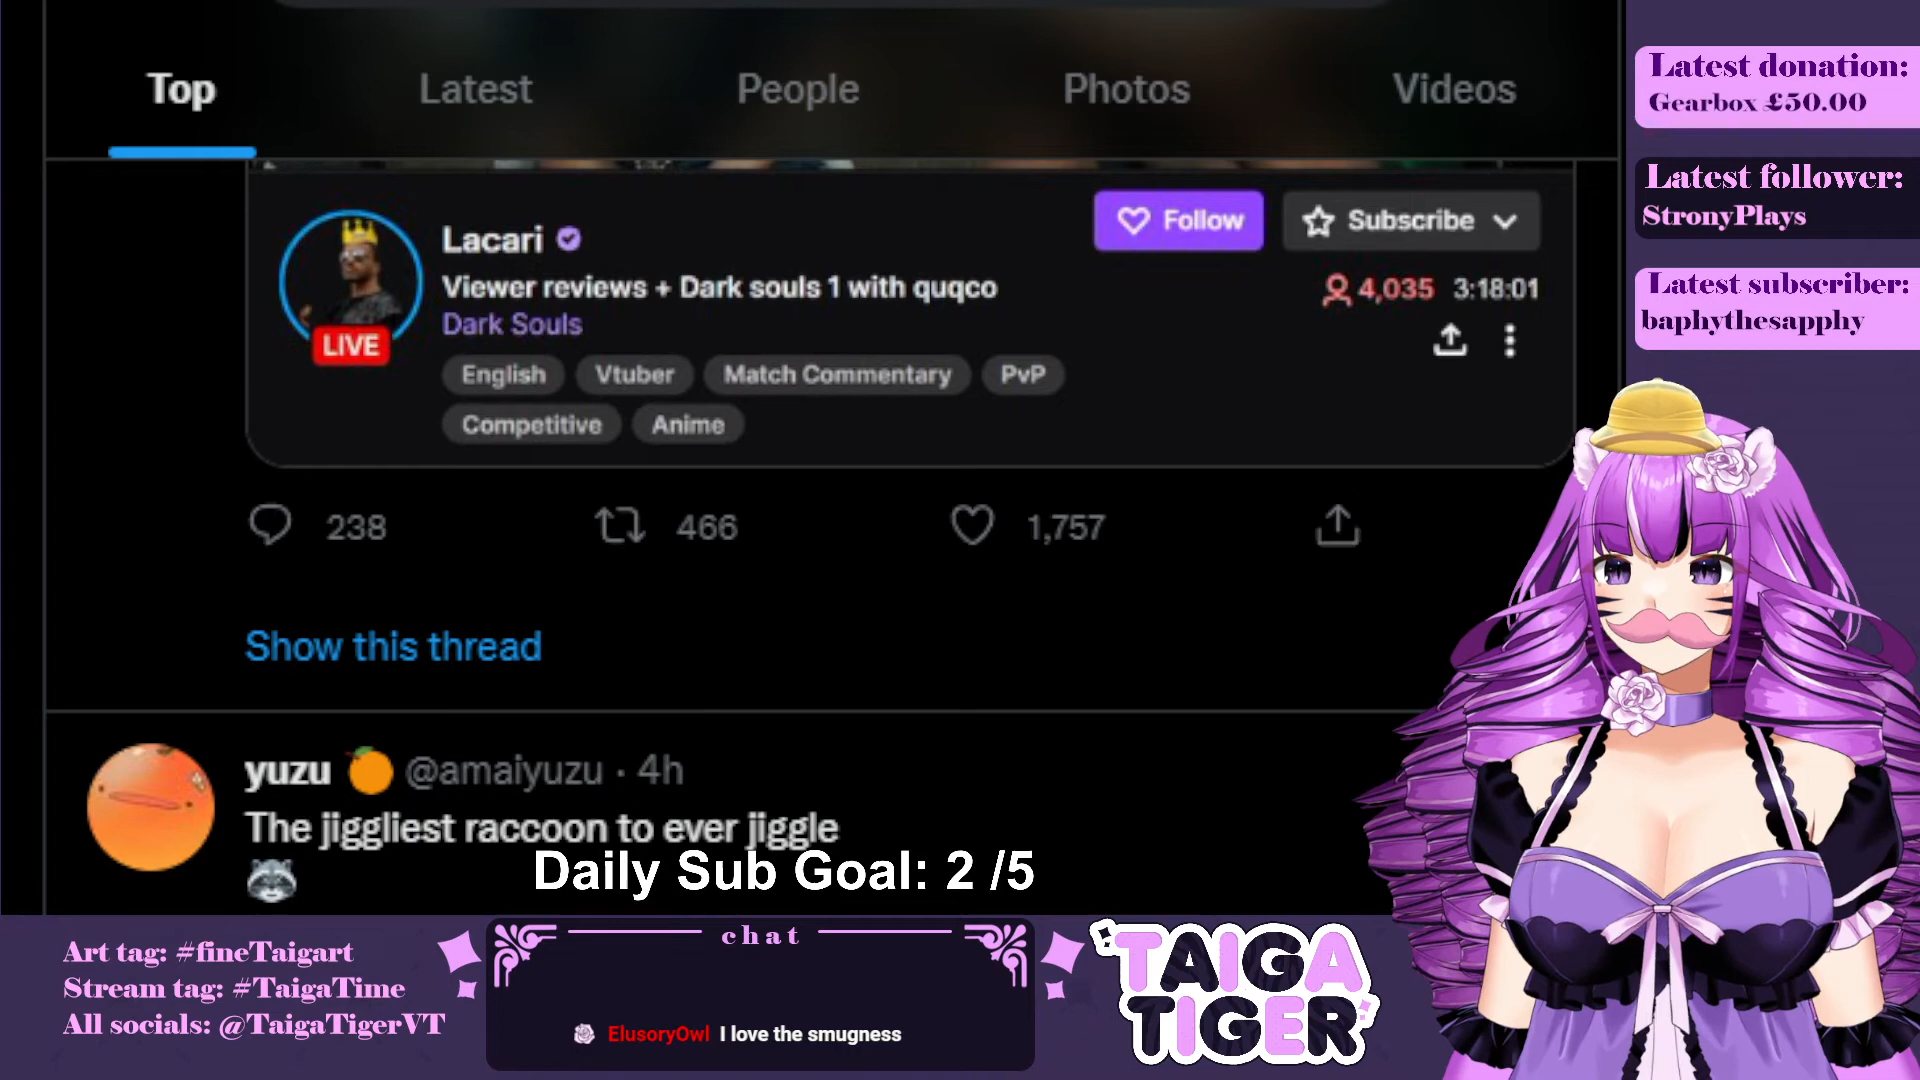 Top
Latest
People
Photos
Videos
Lacari
Follow
Subscribe
Viewer reviews + Dark souls 1 with quqco
4,035 3:18:01
Dark Souls
LIVE
English
Vtuber
Match Commentary
PvP
Competitive
Anime
238
466
1,757
Show this thread
yuzu @amaiyuzu · 4h
The jiggliest raccoon to ever jiggle
Daily Sub Goal: 2 /5
Latest donation:
Gearbox £50.00
Latest follower:
StronyPlays
Latest subscriber:
baphythesapphy
Art tag: #fineTaigart
Stream tag: #TaigaTime
All socials: @TaigaTigerVT
chat
ElusoryOwl I love the smugness
TAIGA
TIGER